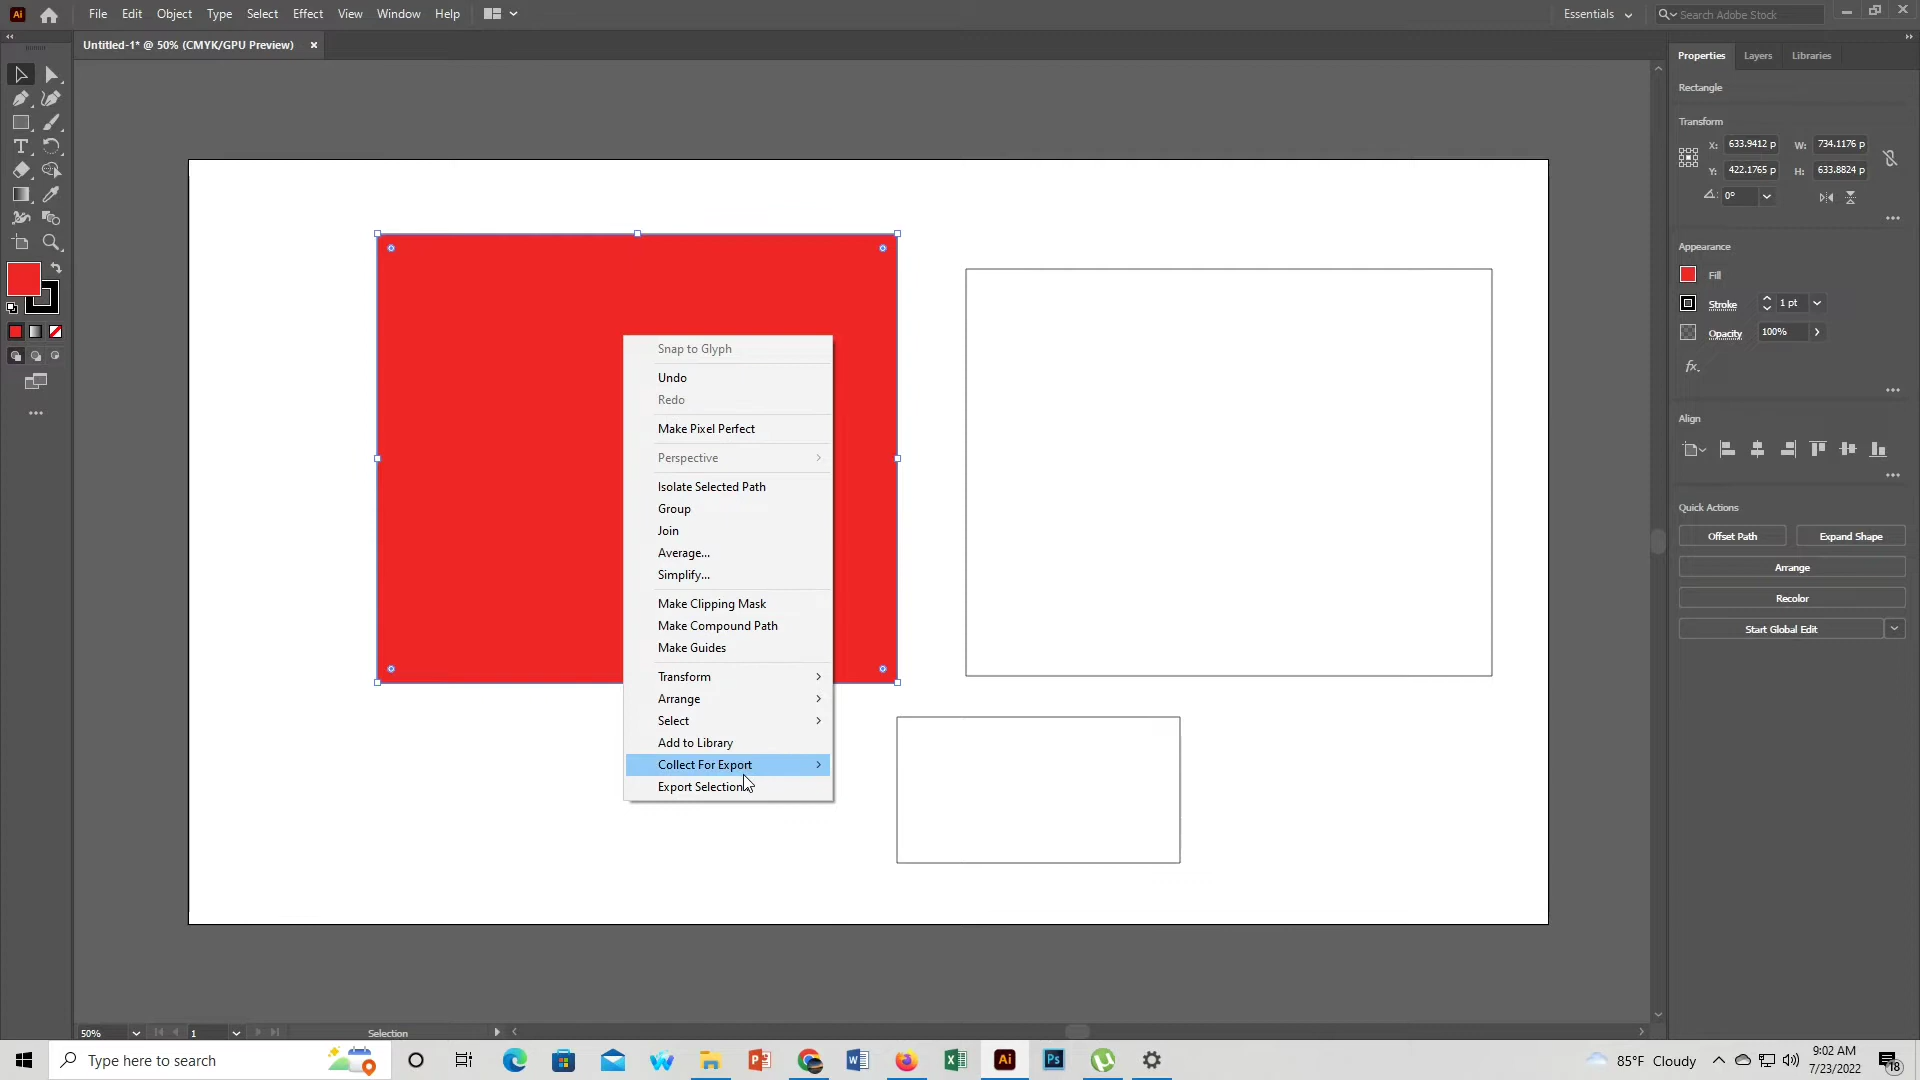 Ai File Edit Object Type Select Effect View Window Help Essentials Search Adobe Stock
Untitled-1* @ 50% (CMYK/GPU Preview) ×
Properties Layers Libraries
Rectangle
Transform
X: 633.9412 p W: 734.1176 p
Y: 422.1765 p H: 633.8824 p
0°
Appearance
Fill
Stroke 1 pt
Opacity 100%
fx.
Align
Quick Actions
Offset Path Expand Shape
Arrange
Recolor
Start Global Edit
T
Snap to Glyph
Undo
Redo
Make Pixel Perfect
Perspective
Isolate Selected Path
Group
Join
Average...
Simplify...
Make Clipping Mask
Make Compound Path
Make Guides
Transform
Arrange
Select
Add to Library
Collect For Export
Export Selection
50% 1 Selection
Type here to search
Ai Ps
85°F Cloudy
9:02 AM
7/23/2022
18